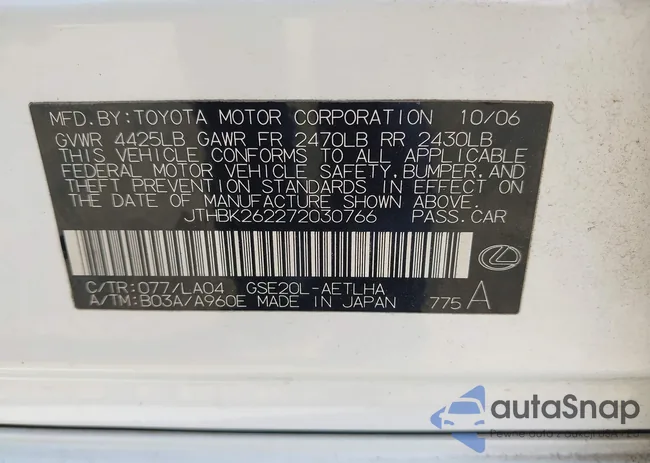 MFD.BY:TOYOTA MOTOR CORPORATION 10/06
GVWR 4425LB GAWR FR 2470LB RR 2430LB
THIS VEHICLE CONFORMS TO ALL APPLICABLE
FEDERAL MOTOR VEHICLE SAFETY,BUMPER,AND
THEFT PREVENTION STANDARDS IN EFFECT ON
THE DATE OF MANUFACTURE SHOWN ABOVE.
JTHBK262272030766 PASS.CAR
C/TR:077/LA04 GSE20L-AETLHA
A/TM:B03A/A960E MADE IN JAPAN 775 A
autaSnap